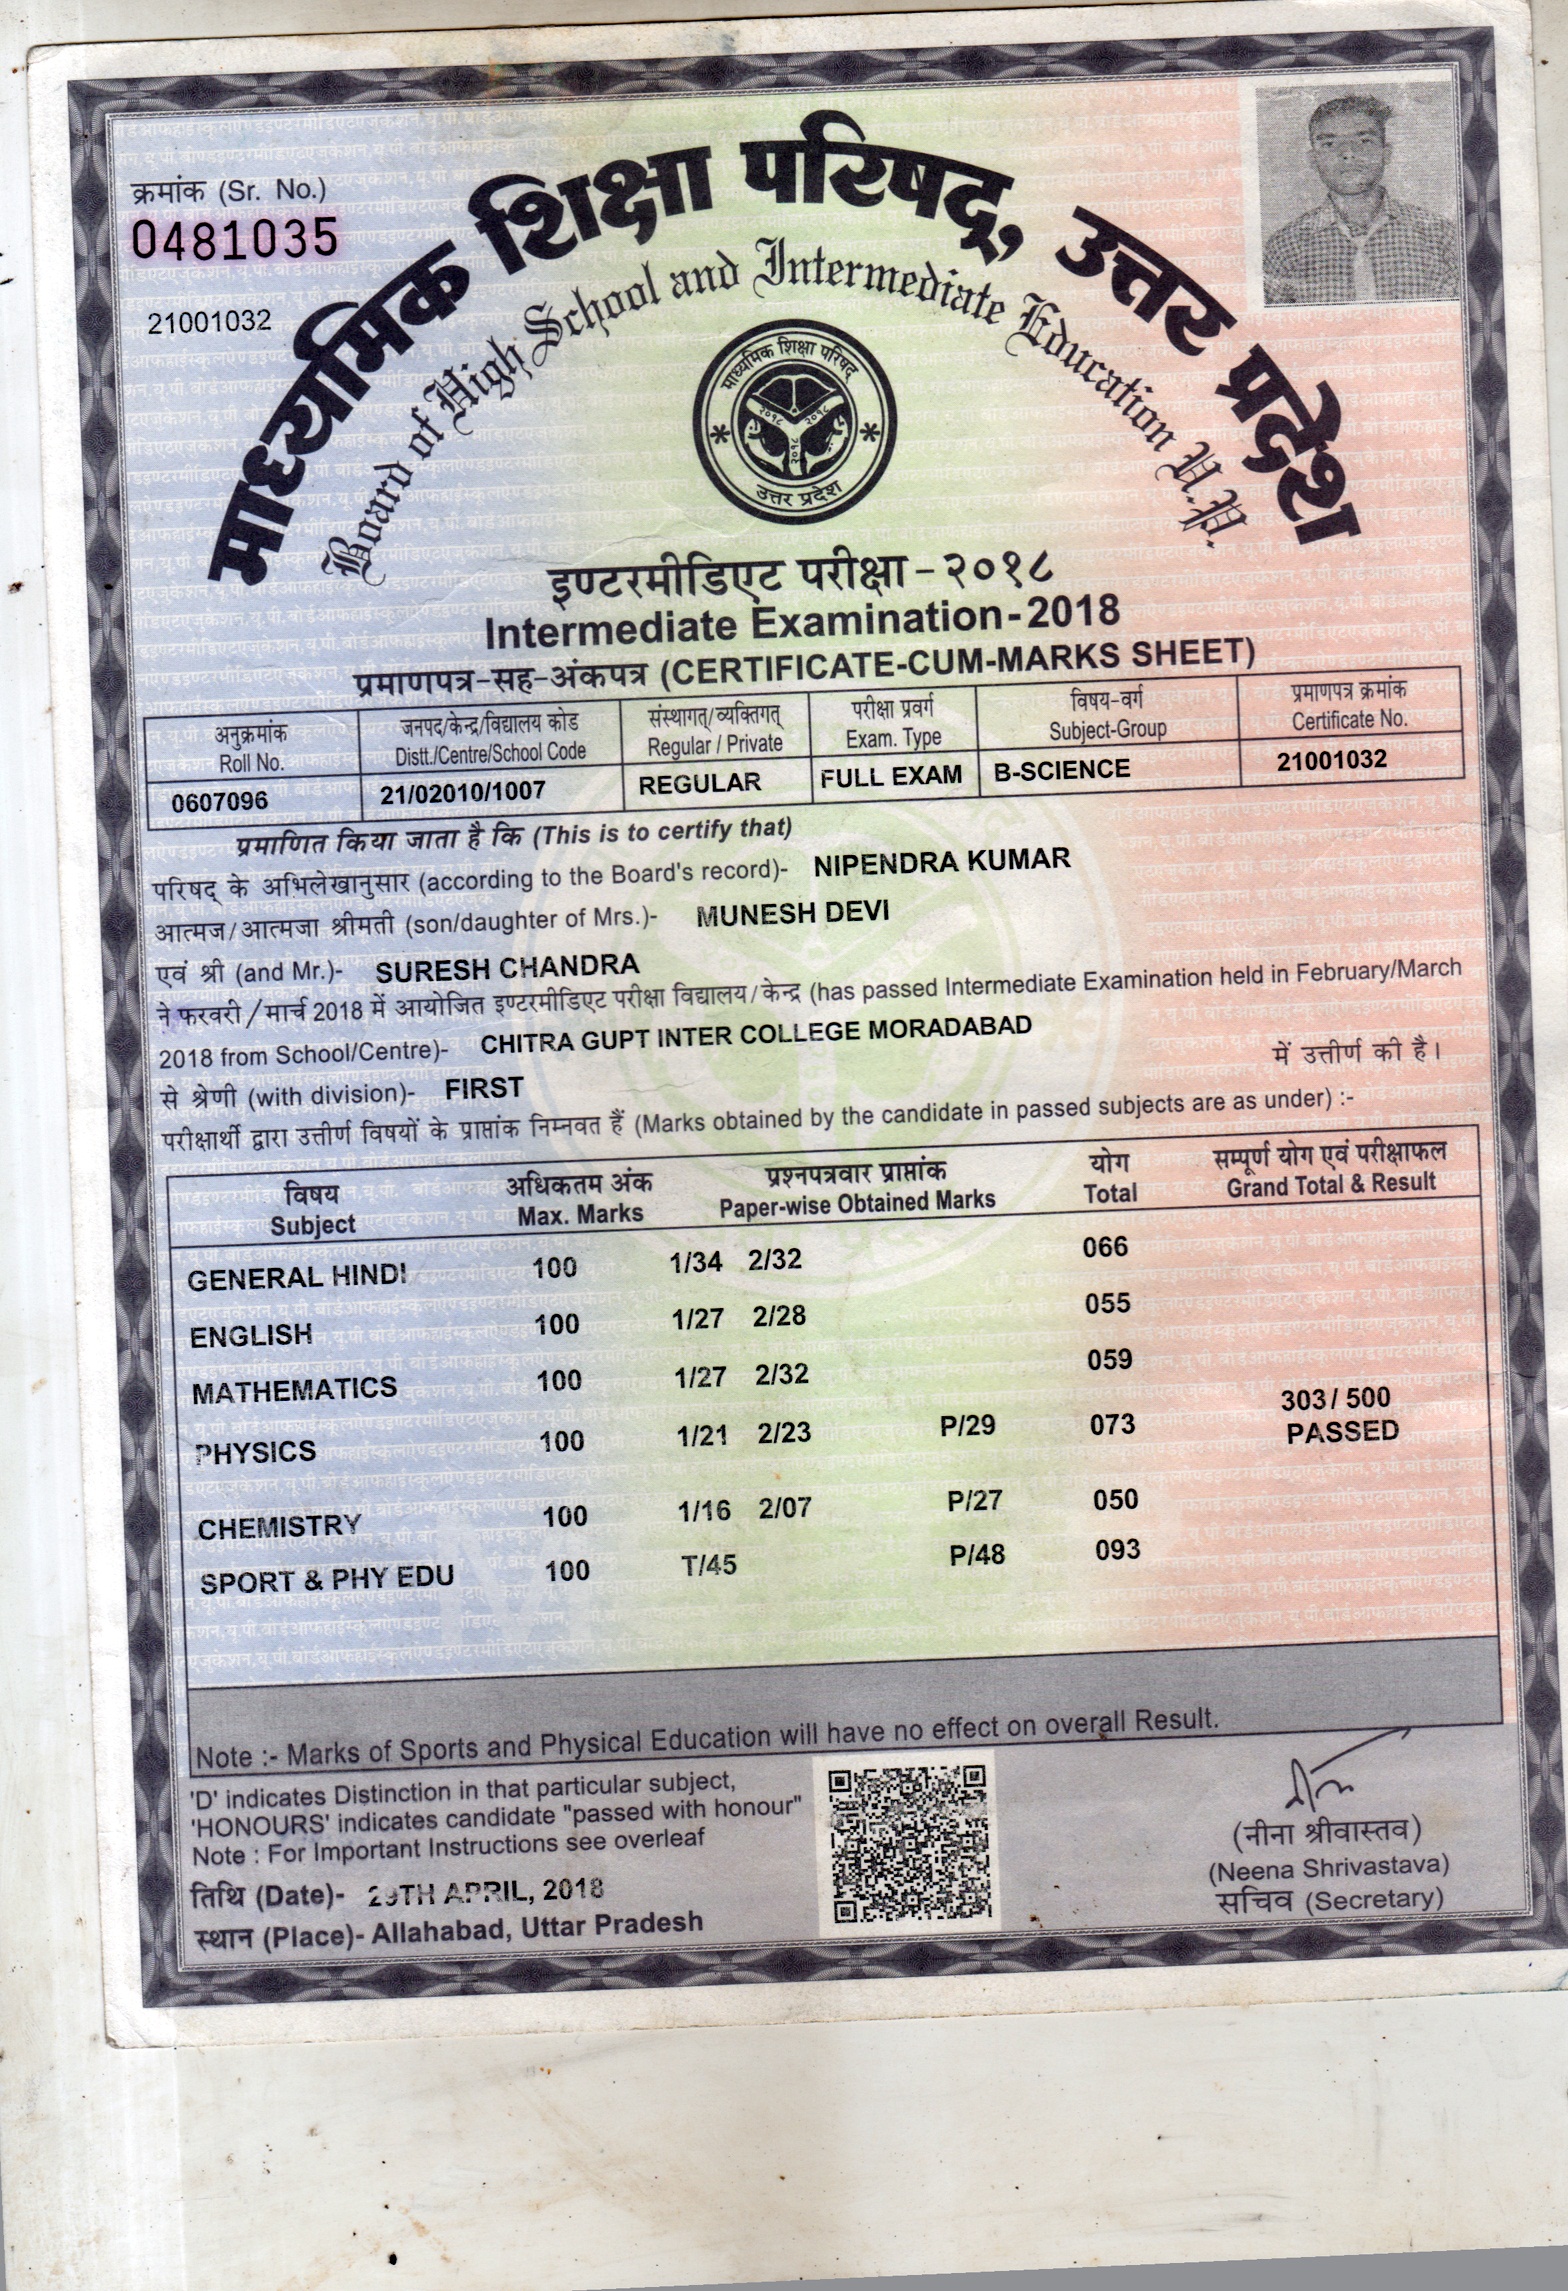 क्रमांक (Sr. No.)
0481035
21001032
माध्यमिक शिक्षा परिषद्, उत्तर प्रदेश
Board of High School and Intermediate Education U.P.
माध्यमिक शिक्षा परिषद्
२०१८ २०१८
२०१८
उत्तर प्रदेश
इण्टरमीडिएट परीक्षा - २०१८
Intermediate Examination - 2018
प्रमाणपत्र-सह-अंकपत्र (CERTIFICATE-CUM-MARKS SHEET)
अनुक्रमांक जनपद/केन्द्र/विद्यालय कोड संस्थागत्/व्यक्तिगत् परीक्षा प्रवर्ग विषय-वर्ग प्रमाणपत्र क्रमांक
Roll No. Distt./Centre/School Code Regular / Private Exam. Type Subject-Group Certificate No.
0607096 21/02010/1007 REGULAR FULL EXAM B-SCIENCE 21001032
प्रमाणित किया जाता है कि (This is to certify that)
परिषद् के अभिलेखानुसार (according to the Board's record)- NIPENDRA KUMAR
आत्मज/आत्मजा श्रीमती (son/daughter of Mrs.)- MUNESH DEVI
एवं श्री (and Mr.)- SURESH CHANDRA
ने फरवरी/मार्च 2018 में आयोजित इण्टरमीडिएट परीक्षा विद्यालय/केन्द्र (has passed Intermediate Examination held in February/March
2018 from School/Centre)- CHITRA GUPT INTER COLLEGE MORADABAD
में उत्तीर्ण की है।
से श्रेणी (with division)- FIRST
परीक्षार्थी द्वारा उत्तीर्ण विषयों के प्राप्तांक निम्नवत हैं (Marks obtained by the candidate in passed subjects are as under) :-
विषय अधिकतम अंक प्रश्नपत्रवार प्राप्तांक योग सम्पूर्ण योग एवं परीक्षाफल
Subject Max. Marks Paper-wise Obtained Marks Total Grand Total & Result
GENERAL HINDI 100 1/34 2/32 066
ENGLISH 100 1/27 2/28 055
MATHEMATICS 100 1/27 2/32 059
303/ 500
PHYSICS 100 1/21 2/23 P/29 073 PASSED
CHEMISTRY 100 1/16 2/07 P/27 050
SPORT & PHY EDU 100 T/45 P/48 093
Note :- Marks of Sports and Physical Education will have no effect on overall Result.
'D' indicates Distinction in that particular subject,
'HONOURS' indicates candidate "passed with honour"
Note : For Important Instructions see overleaf
तिथि (Date)- 29TH APRIL, 2018
स्थान (Place)- Allahabad, Uttar Pradesh
(नीना श्रीवास्तव)
(Neena Shrivastava)
सचिव (Secretary)